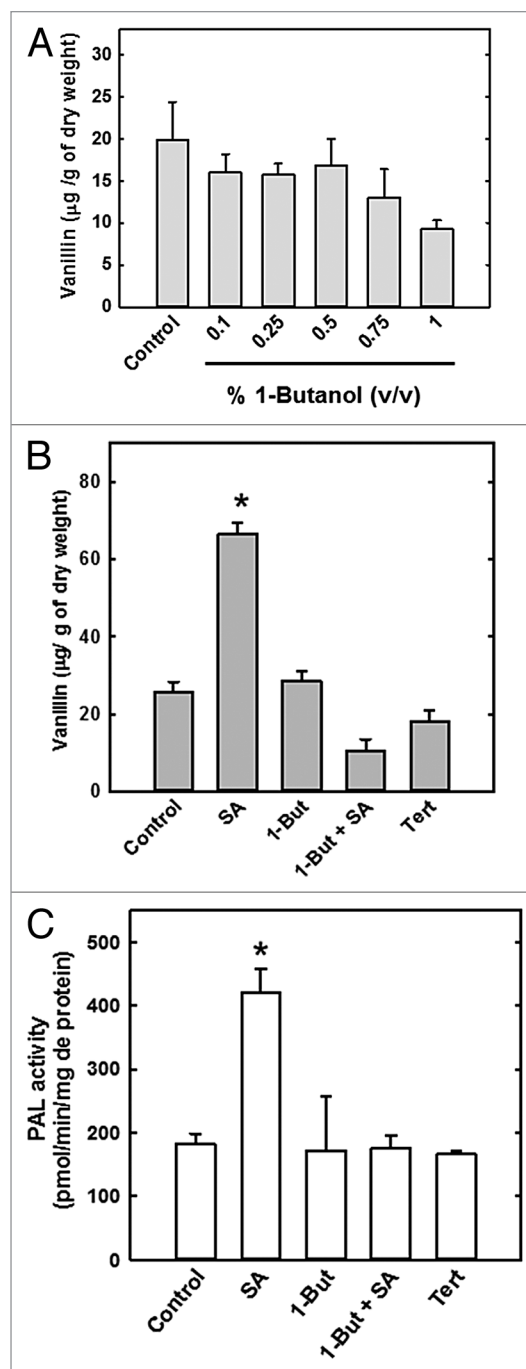 A
Vanillin (µg /g of dry weight)
30
25
20
15
10
5
0
Control
0.1
0.25
0.5
0.75
1
% 1-Butanol (v/v)
B
Vanillin (µg/ g of dry weight)
80
60
40
20
0
*
Control
SA
1-But
1-But + SA
Tert
C
PAL activity
(pmol/min/mg de protein)
500
400
300
200
100
0
*
Control
SA
1-But
1-But + SA
Tert